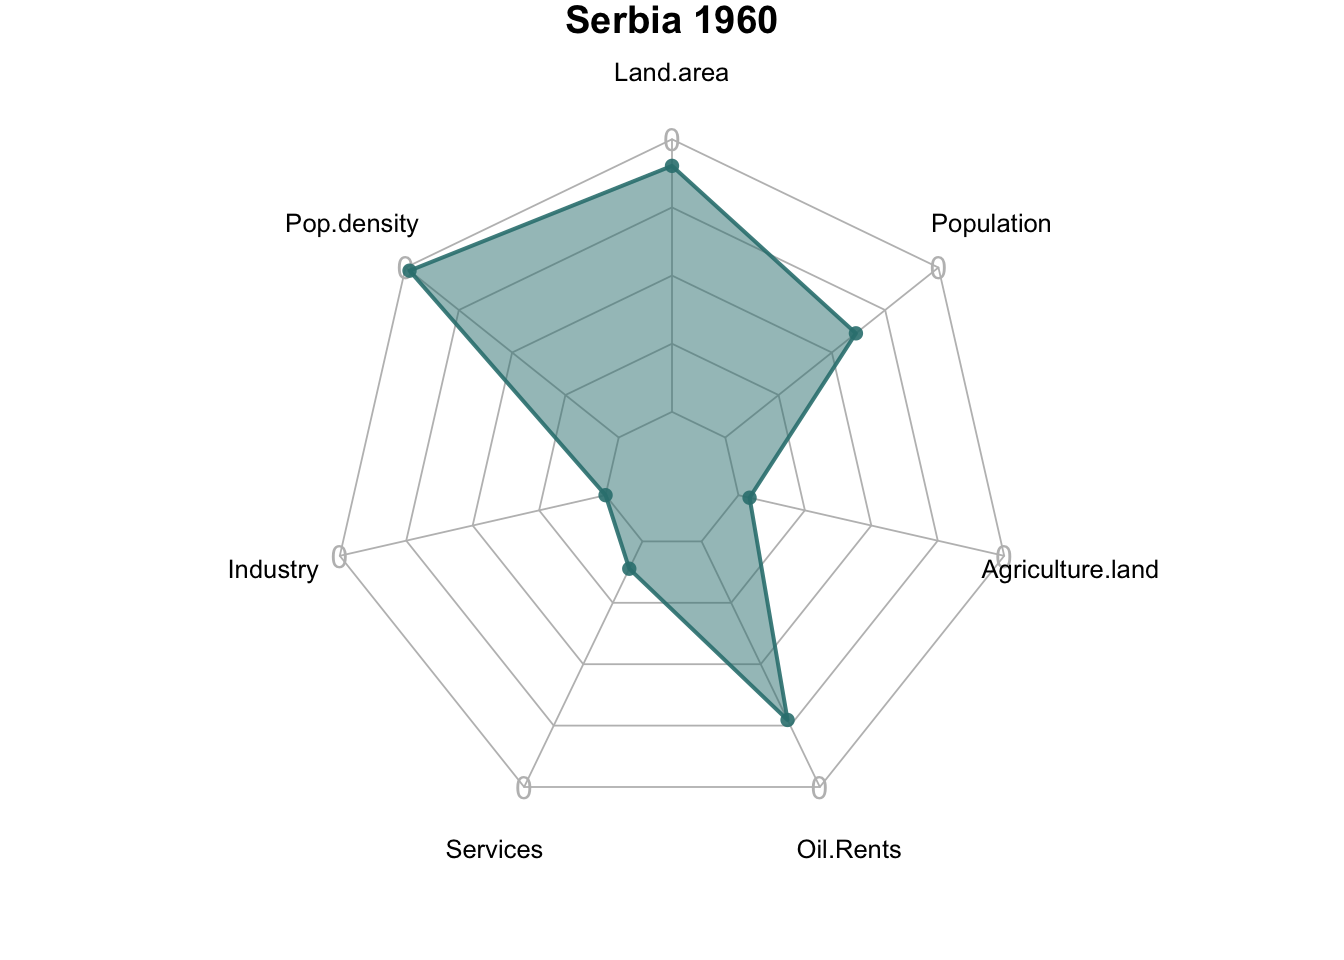 Serbia 1960
Land.area
0
Pop.density
Population
0
0
Industry
0
0
Agriculture.land
0
0
Services
Oil.Rents